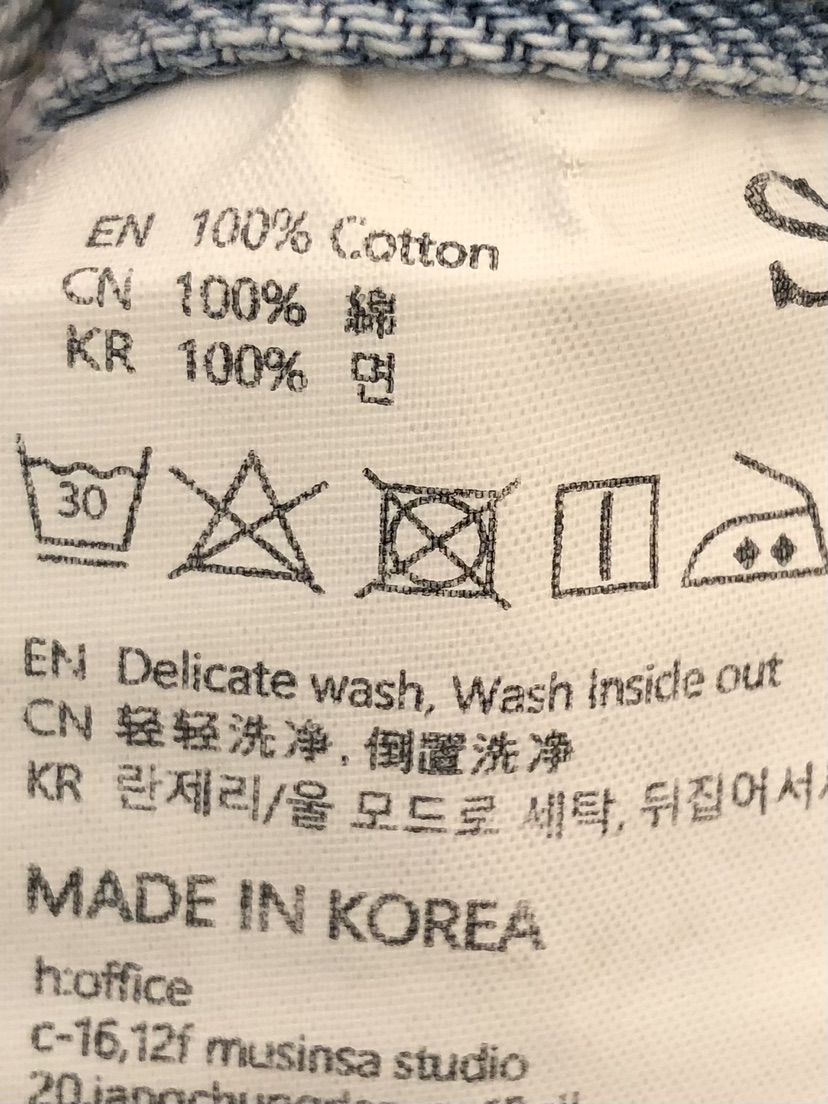 EN 100% Cotton
CN 100% 綿
KR 100% 면
30
EN Delicate wash, Wash Inside out
CN 轻轻洗净, 倒置洗净
KR 란제리/울 모드로 세탁, 뒤집어서
MADE IN KOREA
h:office
c-16,12f musinsa studio